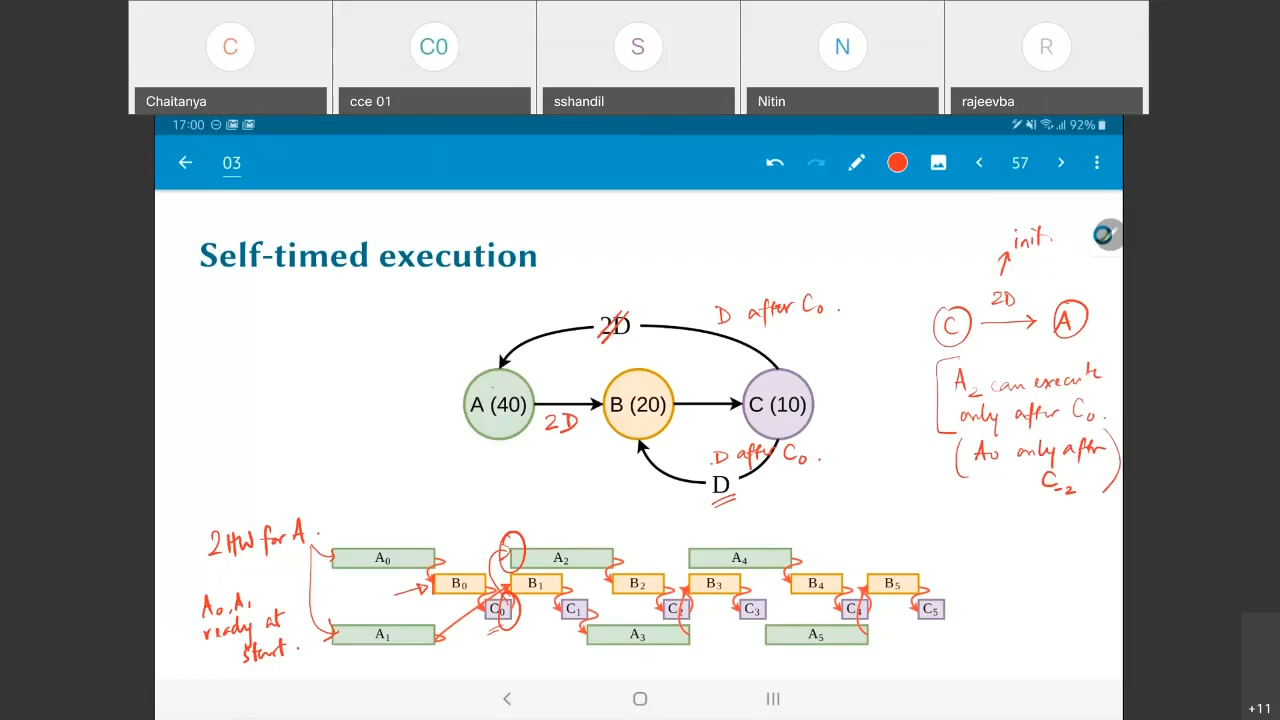 C
C0
S
N
R
Chaitanya
cce 01
sshandil
Nitin
rajeevba
17:00
92%
03
57
Self-timed execution
init
2D
C
A
2D
D after C0 .
A (40)
B (20)
C (10)
2D
D after C0 .
D
A2 can execute
only after C0.
( A0 only after
C-2 )
2HW for A .
A0, A1
ready at
start .
A0
A2
A4
B0
B1
B2
B3
B4
B5
C0
C1
C2
C3
C4
C5
A1
A3
A5
+11